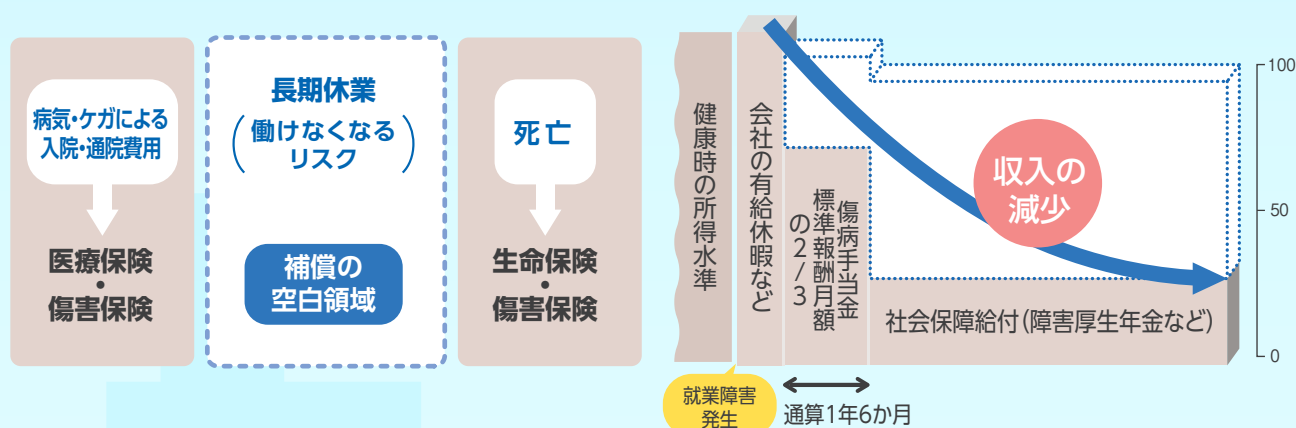 病気・ケガによる
入院・通院費用
医療保険
・
傷害保険
長期休業
(働けなくなる
リスク)
補償の
空白領域
死亡
生命保険
・
傷害保険
健康時の所得水準
会社の有給休暇など
傷病手当金
標準報酬月額
の2/3
収入の
減少
社会保障給付(障害厚生年金など)
100
50
0
就業障害
発生
通算1年6か月